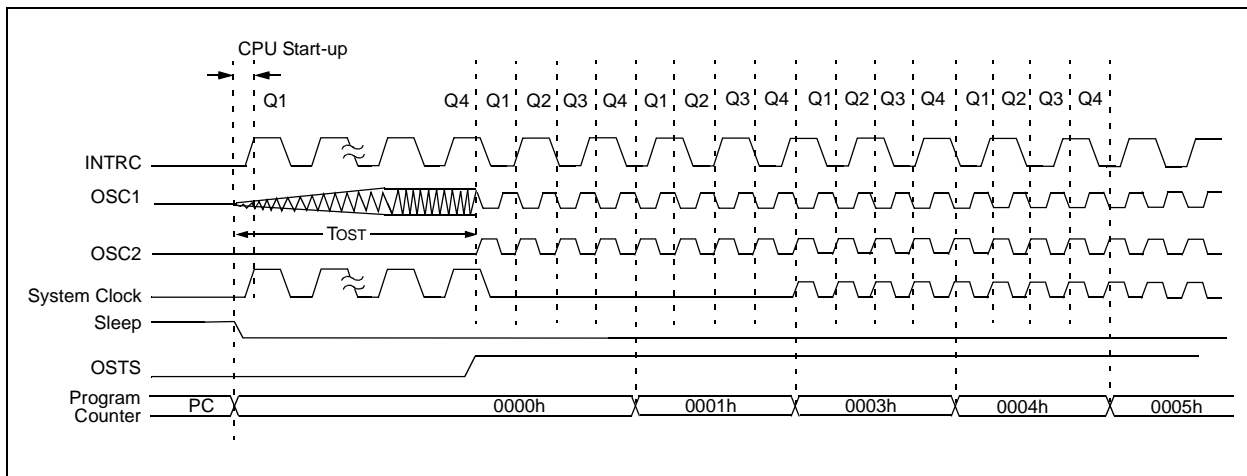 CPU Start-up
Q1 Q4 Q1 Q2 Q3 Q4 Q1 Q2 Q3 Q4 Q1 Q2 Q3 Q4 Q1 Q2 Q3 Q4
INTRC
OSC1
TOST
OSC2
System Clock
Sleep
OSTS
Program
Counter
PC 0000h 0001h 0003h 0004h 0005h